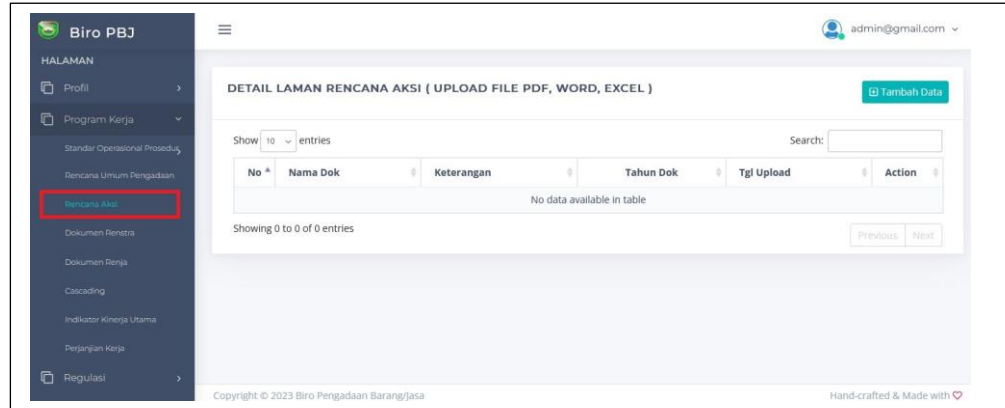 Biro PBJ
admin@gmail.com
HALAMAN
Profil
Program Kerja
Standar Operasional Prosedus
Rencana Umum Pengadaan
Rencana Aksi
Dokumen Renstra
Dokumen Renja
Cascading
Indikator Kinerja Utama
Perjanjian Kerja
Regulasi
DETAIL LAMAN RENCANA AKSI ( UPLOAD FILE PDF, WORD, EXCEL )
Tambah Data
Show 10 entries
Search:
No Nama Dok Keterangan Tahun Dok Tgl Upload Action
No data available in table
Showing 0 to 0 of 0 entries
Previous Next
Copyright © 2023 Biro Pengadaan Barang/Jasa
Hand-crafted & Made with